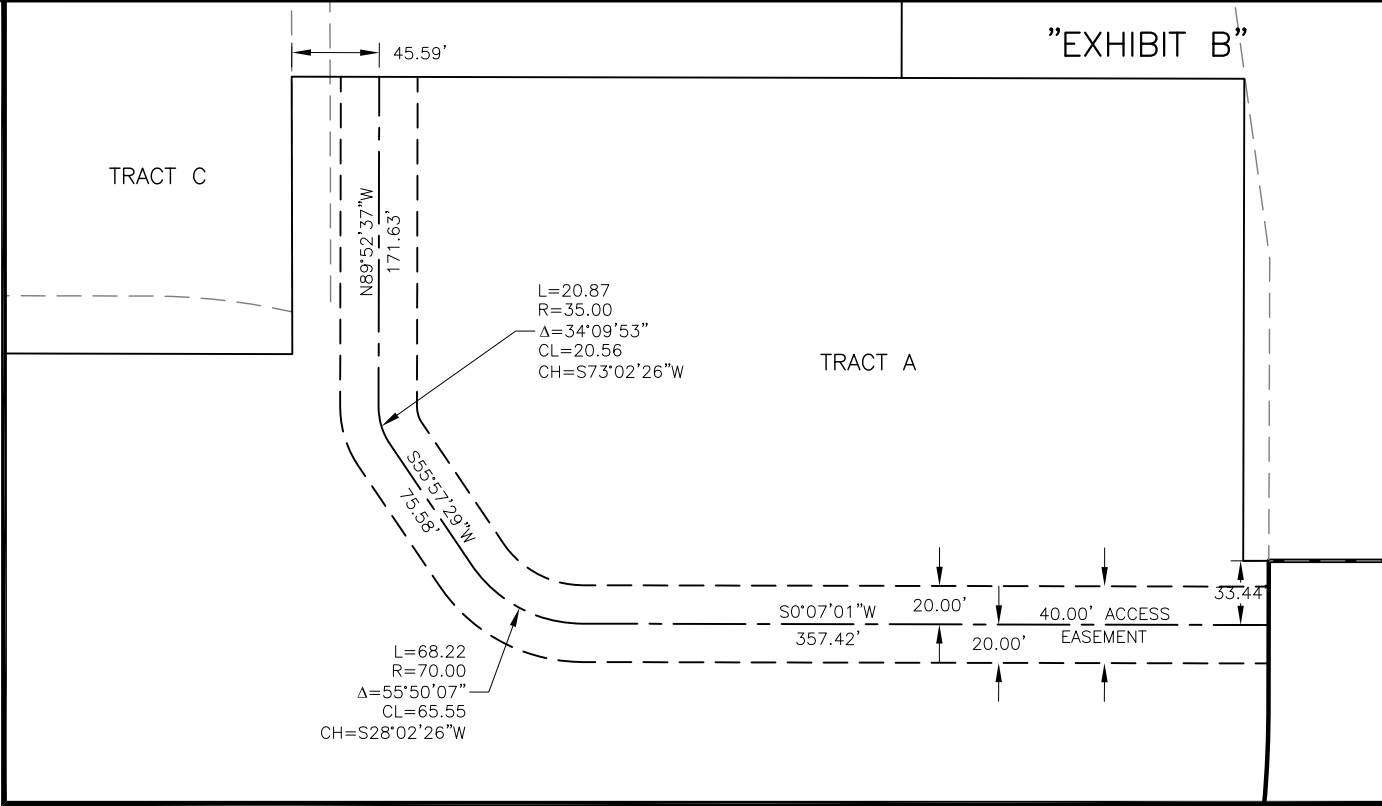 "EXHIBIT B"
45.59'
TRACT C
N89°52'37"W
171.63'
L=20.87
R=35.00
Δ=34°09'53"
CL=20.56
CH=S73°02'26"W
TRACT A
S55°57'29"W
75.58'
S0°07'01"W
357.42'
20.00'
20.00'
40.00' ACCESS
EASEMENT
33.44'
L=68.22
R=70.00
Δ=55°50'07"
CL=65.55
CH=S28°02'26"W